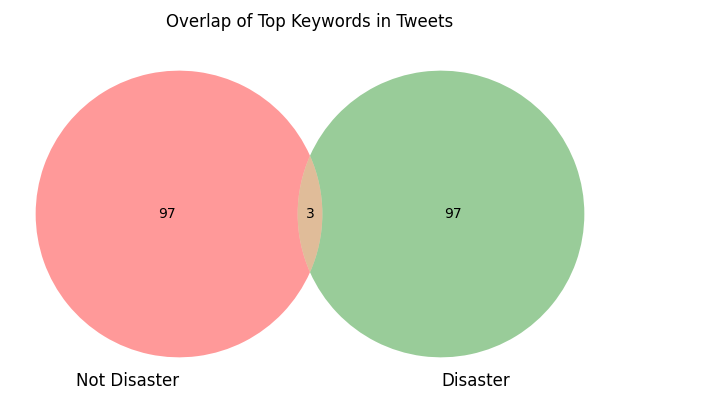 Overlap of Top Keywords in Tweets
97
3
97
Not Disaster
Disaster